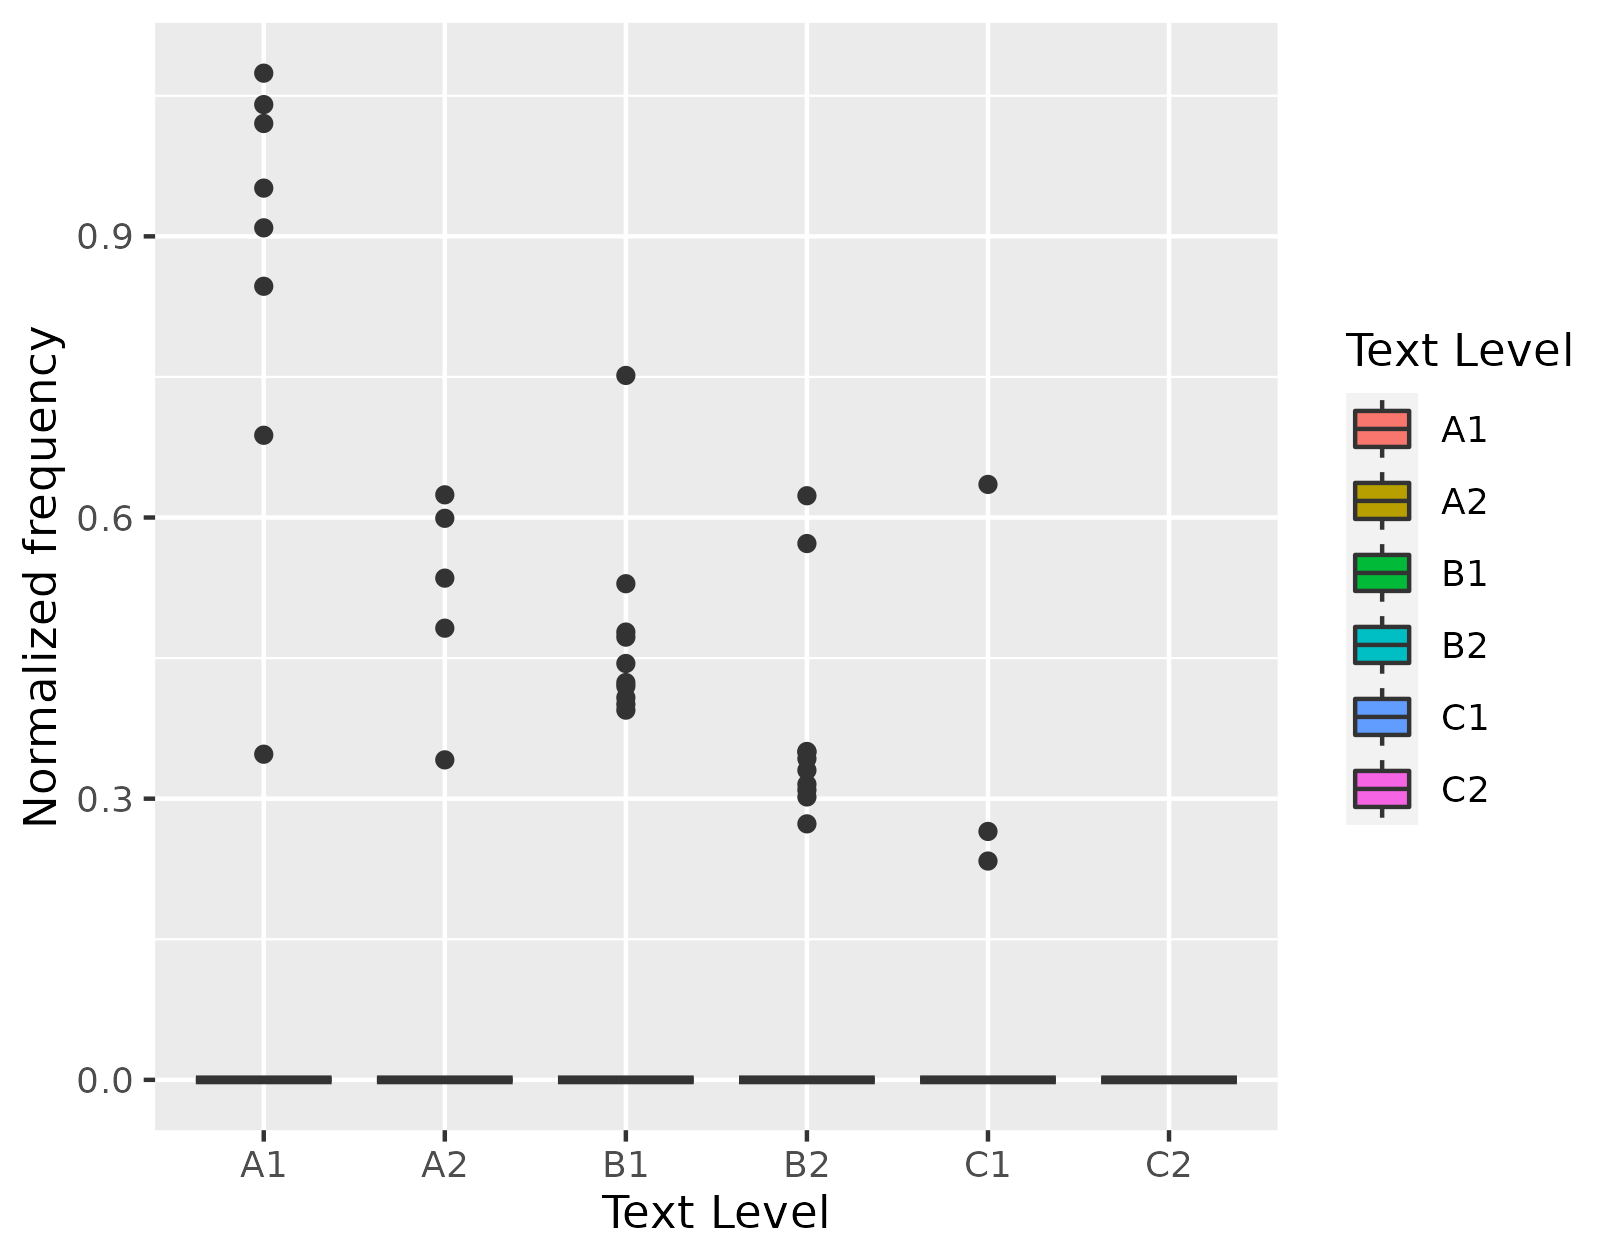 Normalized frequency
0.9
0.6
0.3
0.0
A1 A2 B1 B2 C1 C2
Text Level
Text Level
A1
A2
B1
B2
C1
C2